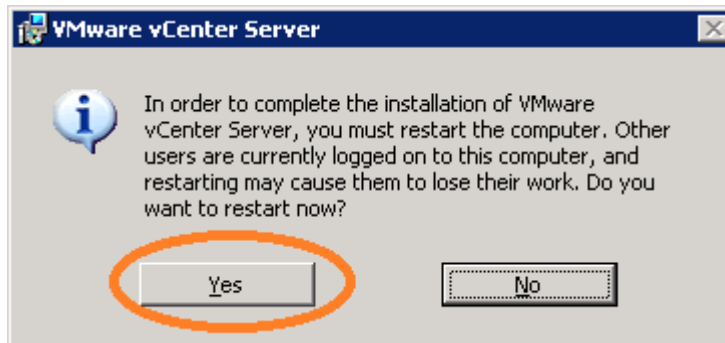 VMware vCenter Server
In order to complete the installation of VMware
vCenter Server, you must restart the computer. Other
users are currently logged on to this computer, and
restarting may cause them to lose their work. Do you
want to restart now?
Yes
No